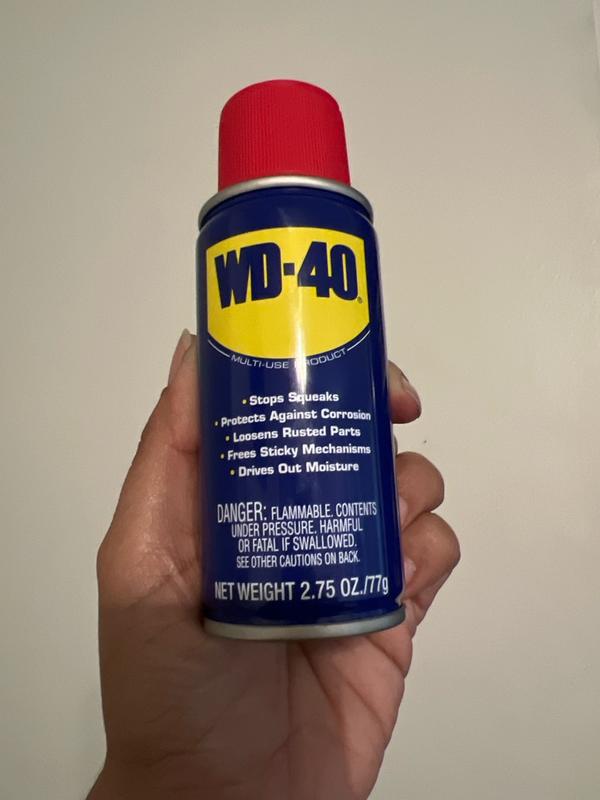 WD-40®
MULTI-USE PRODUCT
• Stops Squeaks
• Protects Against Corrosion
• Loosens Rusted Parts
• Frees Sticky Mechanisms
• Drives Out Moisture
DANGER: FLAMMABLE. CONTENTS
UNDER PRESSURE. HARMFUL
OR FATAL IF SWALLOWED.
SEE OTHER CAUTIONS ON BACK.
NET WEIGHT 2.75 OZ./77g